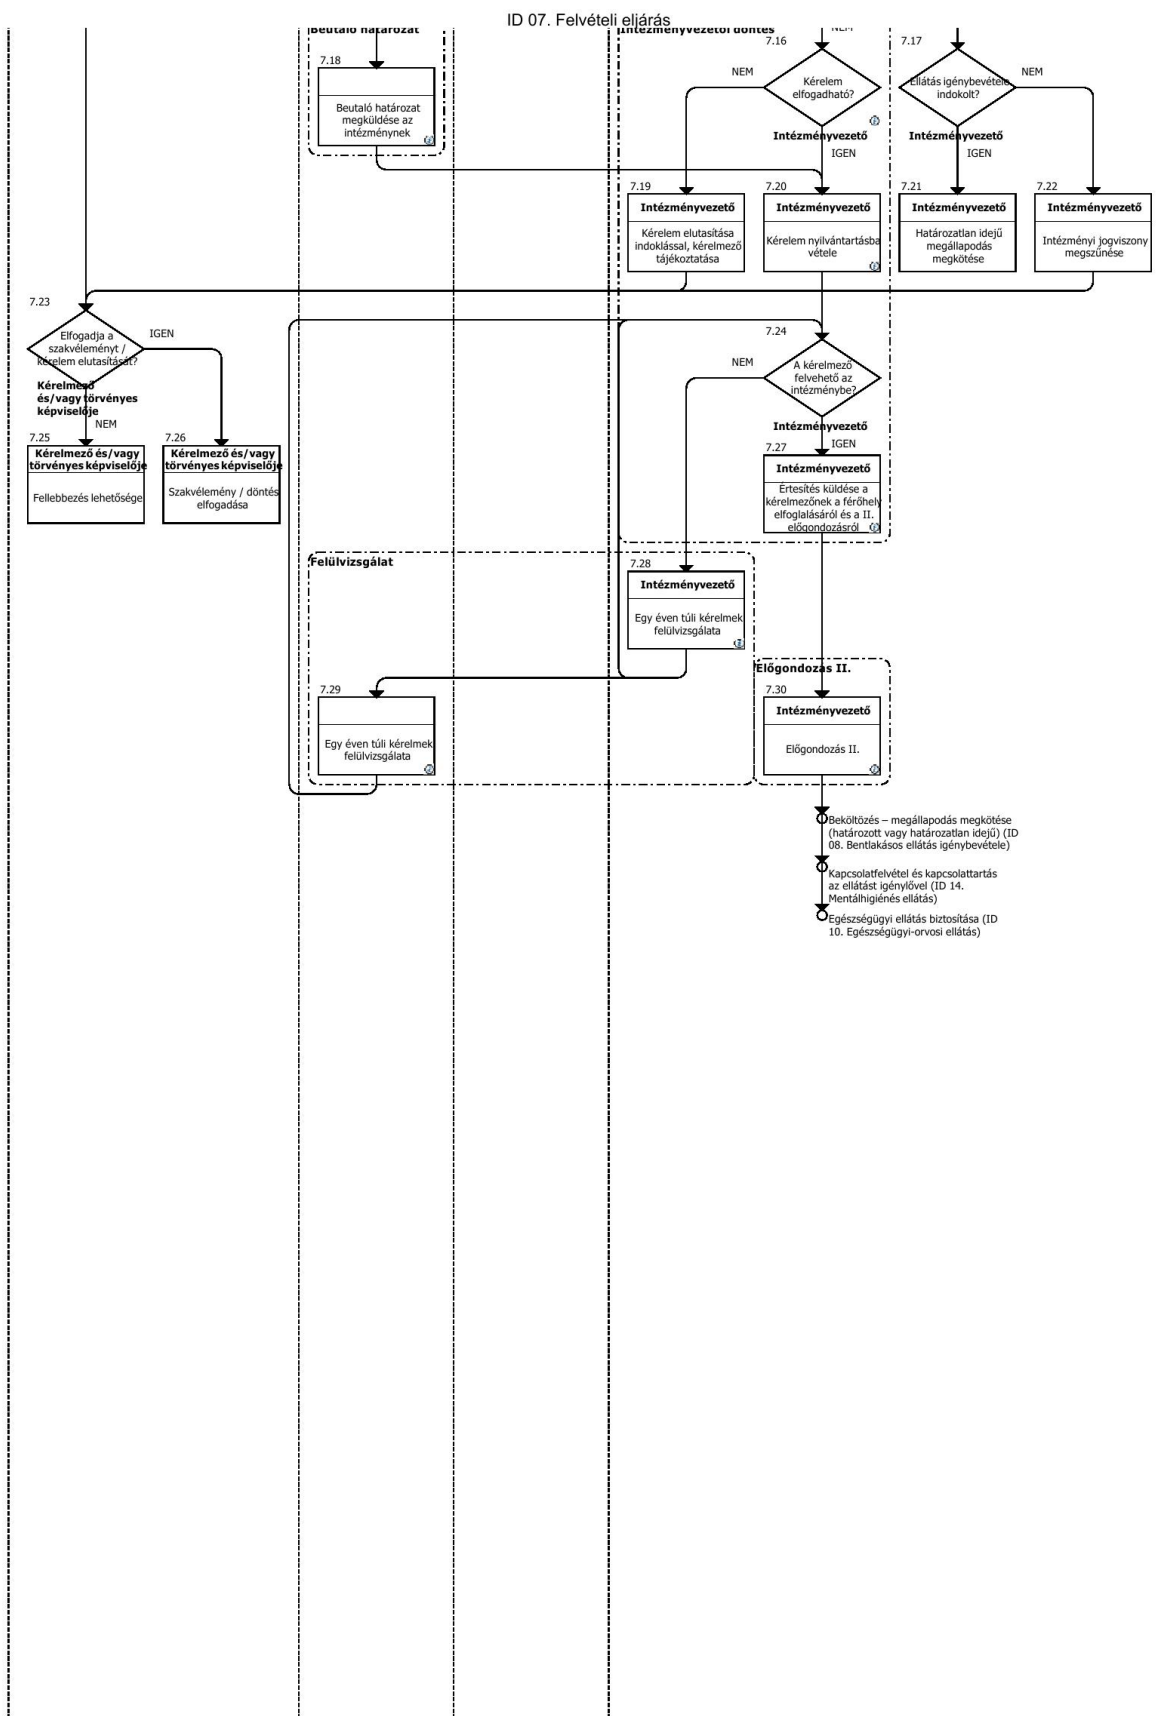 ID 07. Felvételi eljárás
Beutaló határozat
Intézményvezetői döntés
NEM
7.16
7.17
7.18
NEM
Kérelem
elfogadható?
Ellátás igénybevétele
indokolt?
NEM
Beutaló határozat
megküldése az
intézménynek
Intézményvezető
IGEN
Intézményvezető
IGEN
7.19
Intézményvezető
Kérelem elutasítása
indoklással, kérelmező
tájékoztatása
7.20
Intézményvezető
Kérelem nyilvántartásba
vétele
7.21
Intézményvezető
Határozatlan idejű
megállapodás
megkötése
7.22
Intézményvezető
Intézményi jogviszony
megszűnése
7.23
Elfogadja a
szakvéleményt /
kérelem elutasítását?
IGEN
Kérelmező
és/vagy törvényes
képviselője
NEM
7.24
NEM
A kérelmező
felvehető az
intézménybe?
Intézményvezető
IGEN
7.25
Kérelmező és/vagy
törvényes képviselője
Fellebbezés lehetősége
7.26
Kérelmező és/vagy
törvényes képviselője
Szakvélemény / döntés
elfogadása
7.27
Intézményvezető
Értesítés küldése a
kérelmezőnek a férőhely
elfoglalásáról és a II.
előgondozásról
Felülvizsgálat
7.28
Intézményvezető
Egy éven túli kérelmek
felülvizsgálata
Előgondozás II.
7.29
Egy éven túli kérelmek
felülvizsgálata
7.30
Intézményvezető
Előgondozás II.
Beköltözés – megállapodás megkötése
(határozott vagy határozatlan idejű) (ID
08. Bentlakásos ellátás igénybevétele)
Kapcsolatfelvétel és kapcsolattartás
az ellátást igénylővel (ID 14.
Mentálhigiénés ellátás)
Egészségügyi ellátás biztosítása (ID
10. Egészségügyi-orvosi ellátás)